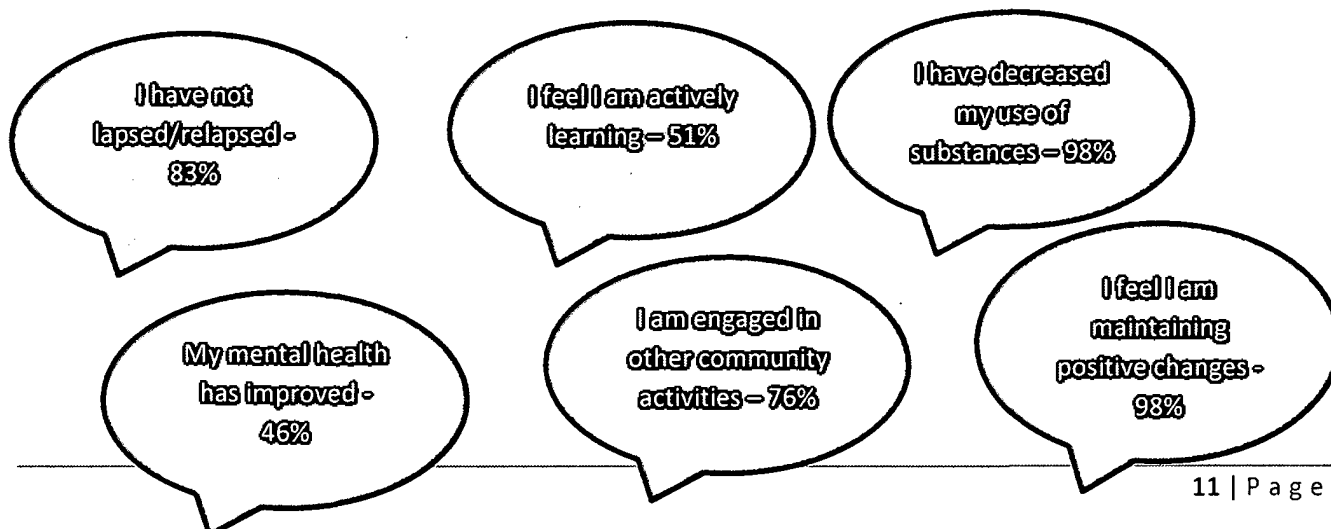 I have not
lapsed/relapsed -
83%
I feel I am actively
learning – 51%
I have decreased
my use of
substances – 98%
My mental health
has improved -
46%
I am engaged in
other community
activities – 76%
I feel I am
maintaining
positive changes -
98%
11 | P a g e